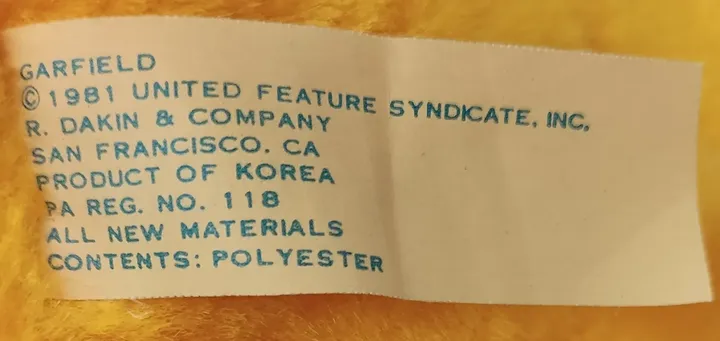 GARFIELD
© 1981 UNITED FEATURE SYNDICATE, INC.
R. DAKIN & COMPANY
SAN FRANCISCO. CA
PRODUCT OF KOREA
PA REG. NO. 118
ALL NEW MATERIALS
CONTENTS: POLYESTER